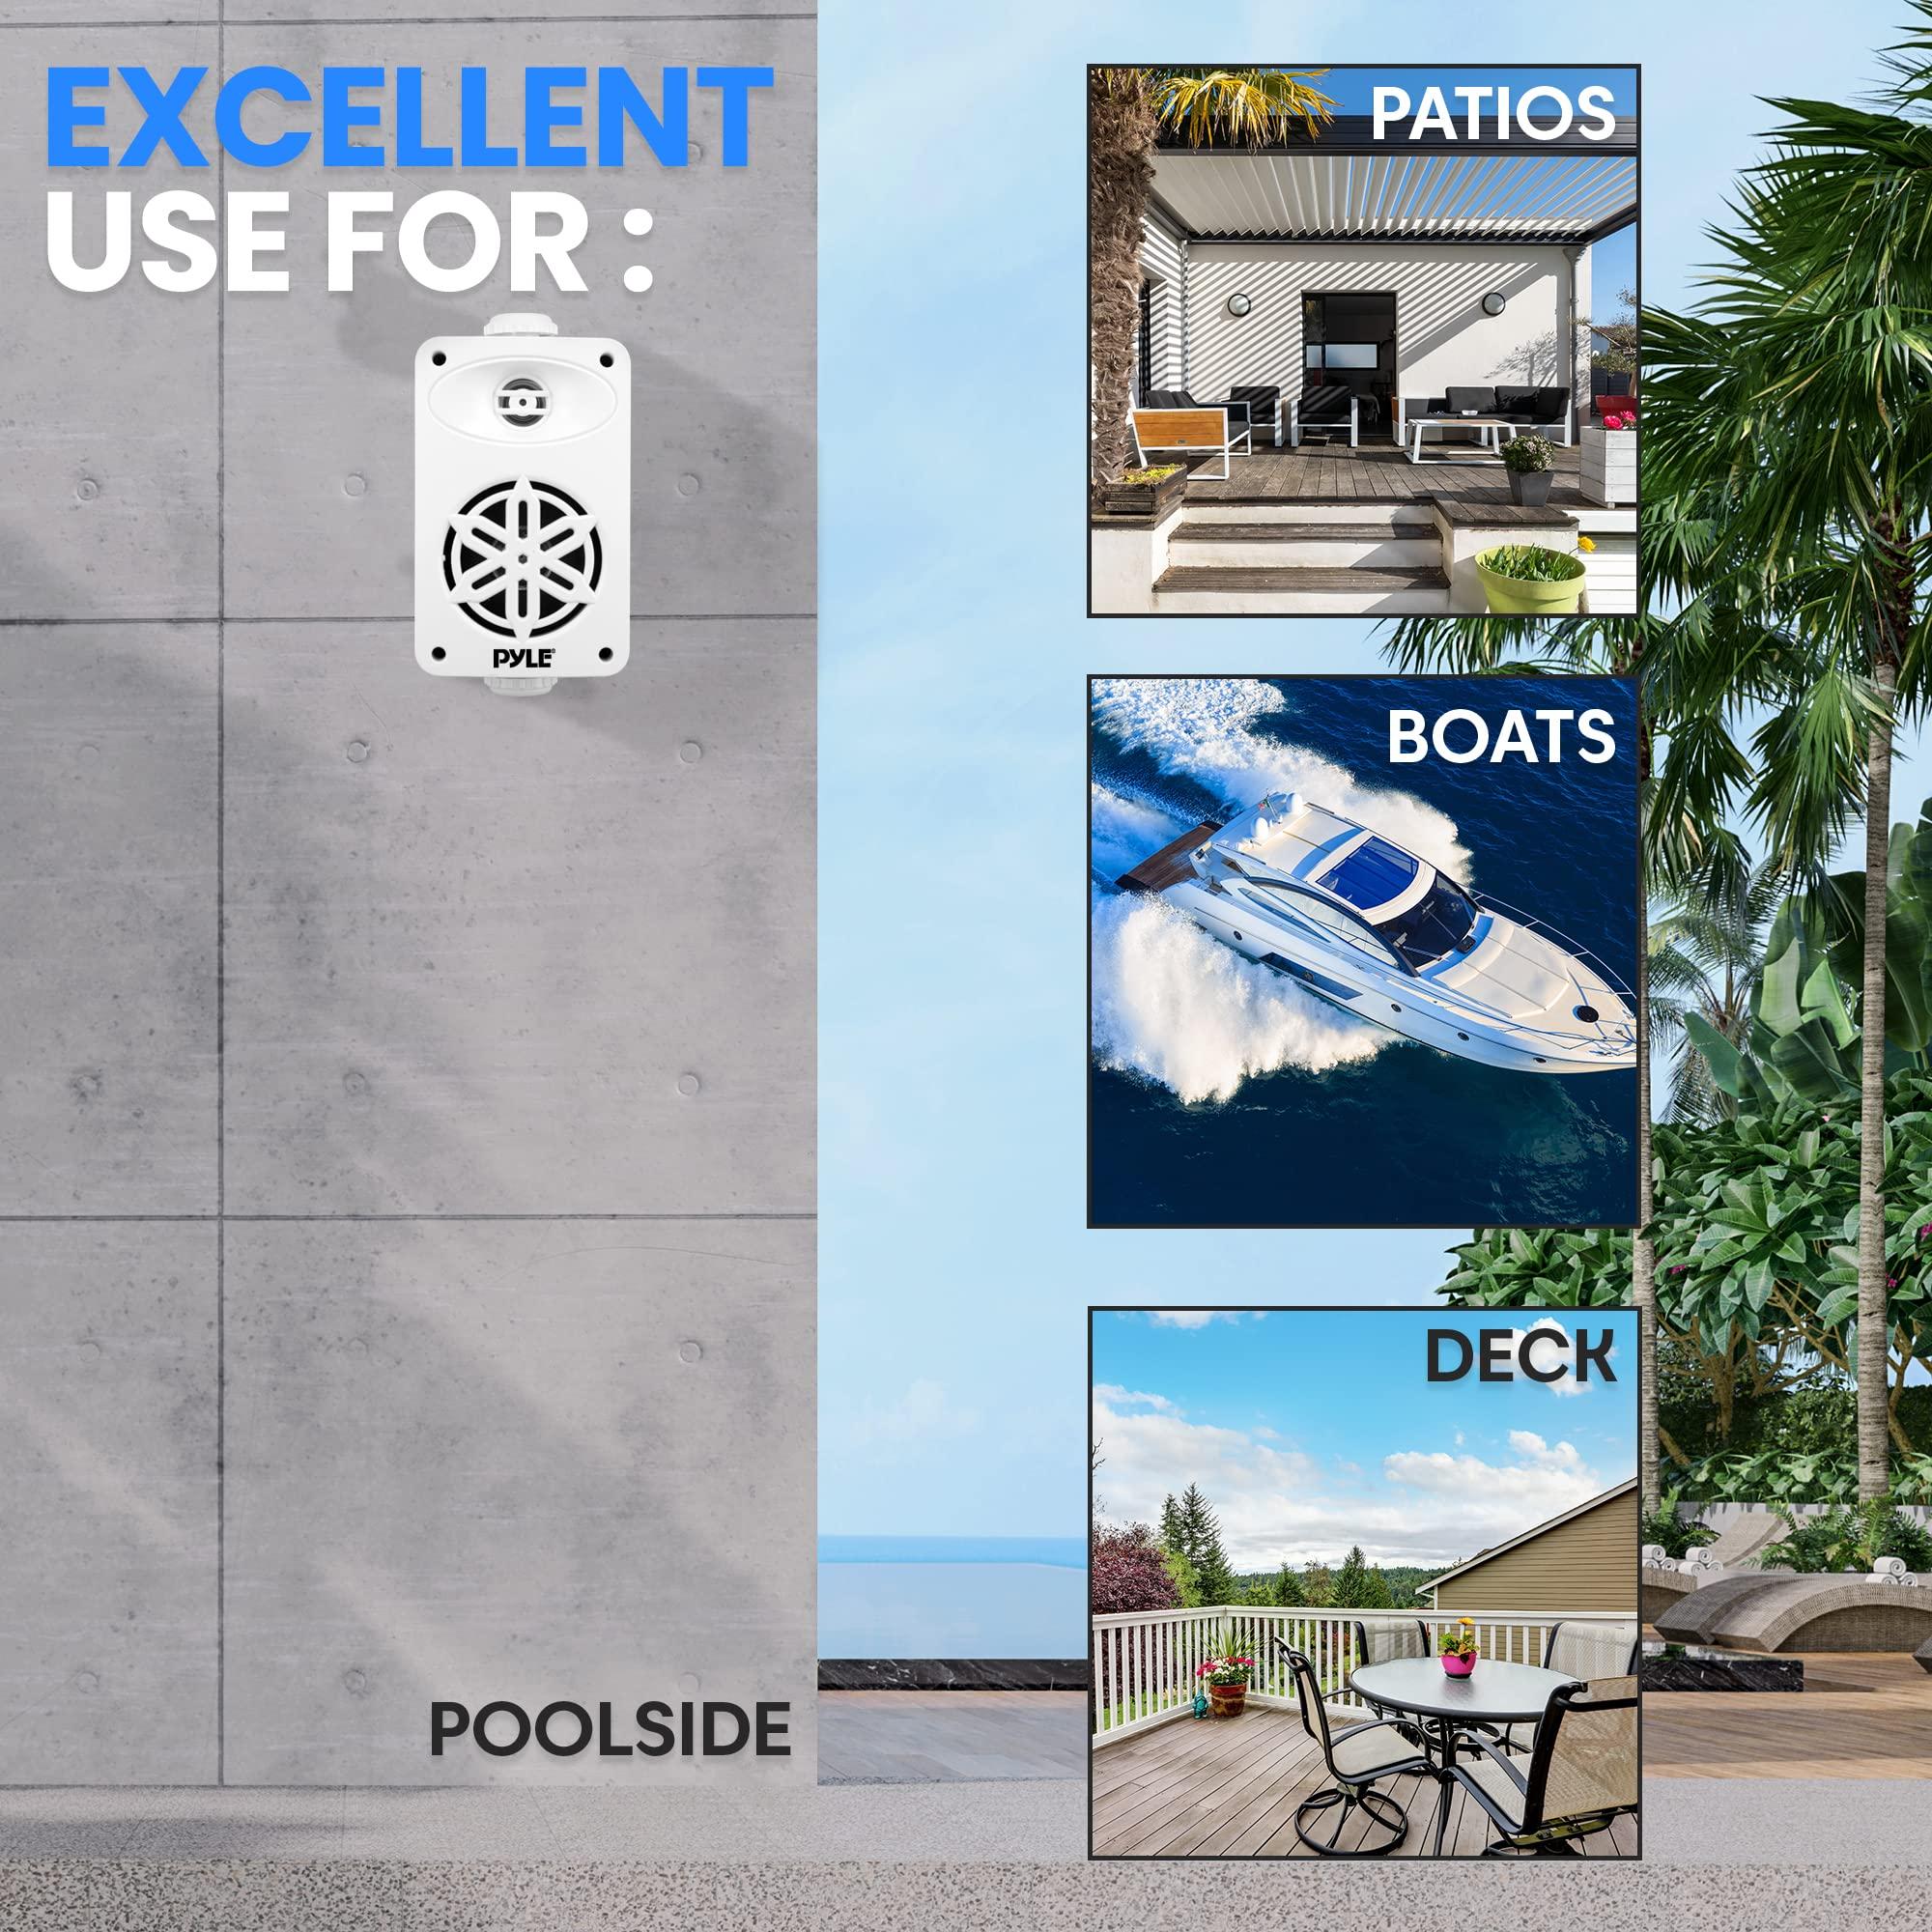 EXCELLENT
USE FOR :
PYLE
POOLSIDE
PATIOS
BOATS
DECK